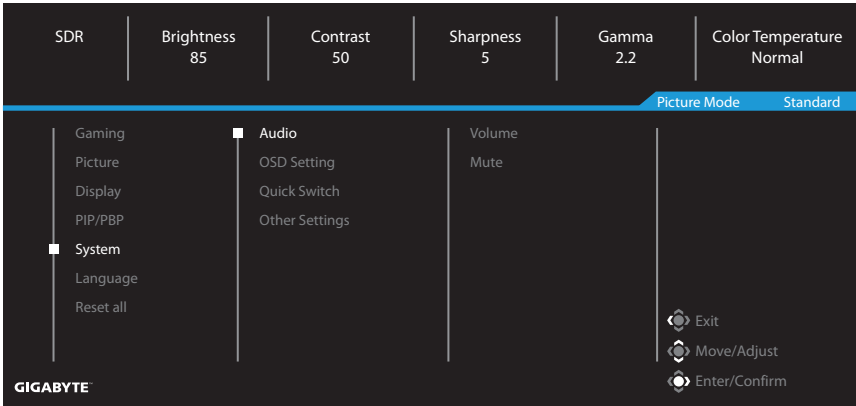 SDR Brightness Contrast Sharpness Gamma Color Temperature
85 50 5 2.2 Normal
Picture Mode Standard
Gaming Audio Volume
Picture OSD Setting Mute
Display Quick Switch
PIP/PBP Other Settings
System
Language
Reset all
Exit
Move/Adjust
GIGABYTE™ Enter/Confirm